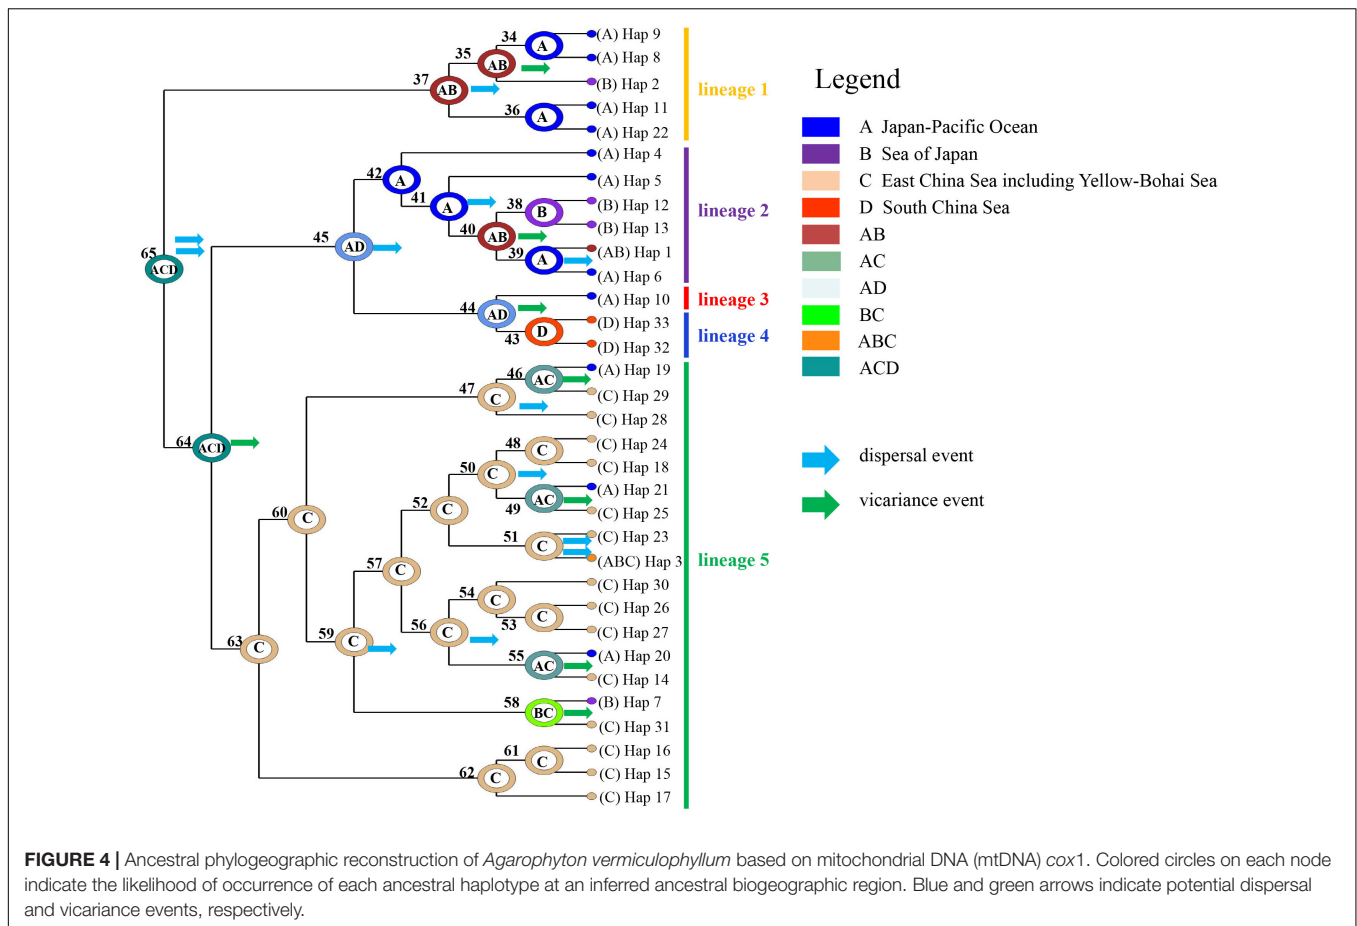 34
A
(A) Hap 9
35
AB
(A) Hap 8
37
AB
(B) Hap 2
lineage 1
36
A
(A) Hap 11
(A) Hap 22
42
A
(A) Hap 4
41
A
(A) Hap 5
38
B
(B) Hap 12
lineage 2
40
AB
(B) Hap 13
45
AD
39
A
(AB) Hap 1
65
ACD
(A) Hap 6
44
AD
(A) Hap 10
lineage 3
43
D
(D) Hap 33
lineage 4
(D) Hap 32
46
AC
(A) Hap 19
47
C
(C) Hap 29
(C) Hap 28
64
ACD
48
C
(C) Hap 24
50
C
(C) Hap 18
49
AC
(A) Hap 21
52
C
(C) Hap 25
60
C
51
C
(C) Hap 23
(ABC) Hap 3
lineage 5
57
C
(C) Hap 30
54
C
(C) Hap 26
53
C
(C) Hap 27
56
C
59
C
63
C
55
AC
(A) Hap 20
(C) Hap 14
58
BC
(B) Hap 7
(C) Hap 31
61
C
(C) Hap 16
62
C
(C) Hap 15
(C) Hap 17
Legend
A Japan-Pacific Ocean
B Sea of Japan
C East China Sea including Yellow-Bohai Sea
D South China Sea
AB
AC
AD
BC
ABC
ACD
dispersal event
vicariance event
FIGURE 4 | Ancestral phylogeographic reconstruction of Agarophyton vermiculophyllum based on mitochondrial DNA (mtDNA) cox1. Colored circles on each node
indicate the likelihood of occurrence of each ancestral haplotype at an inferred ancestral biogeographic region. Blue and green arrows indicate potential dispersal
and vicariance events, respectively.